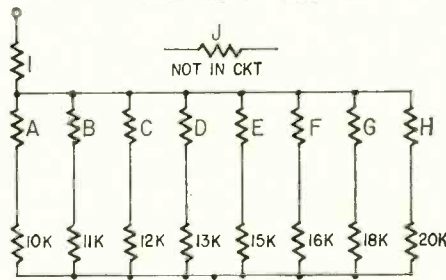 J
NOT IN CKT
I
A B C D E F G H
10K 11K 12K 13K 15K 16K 18K 20K